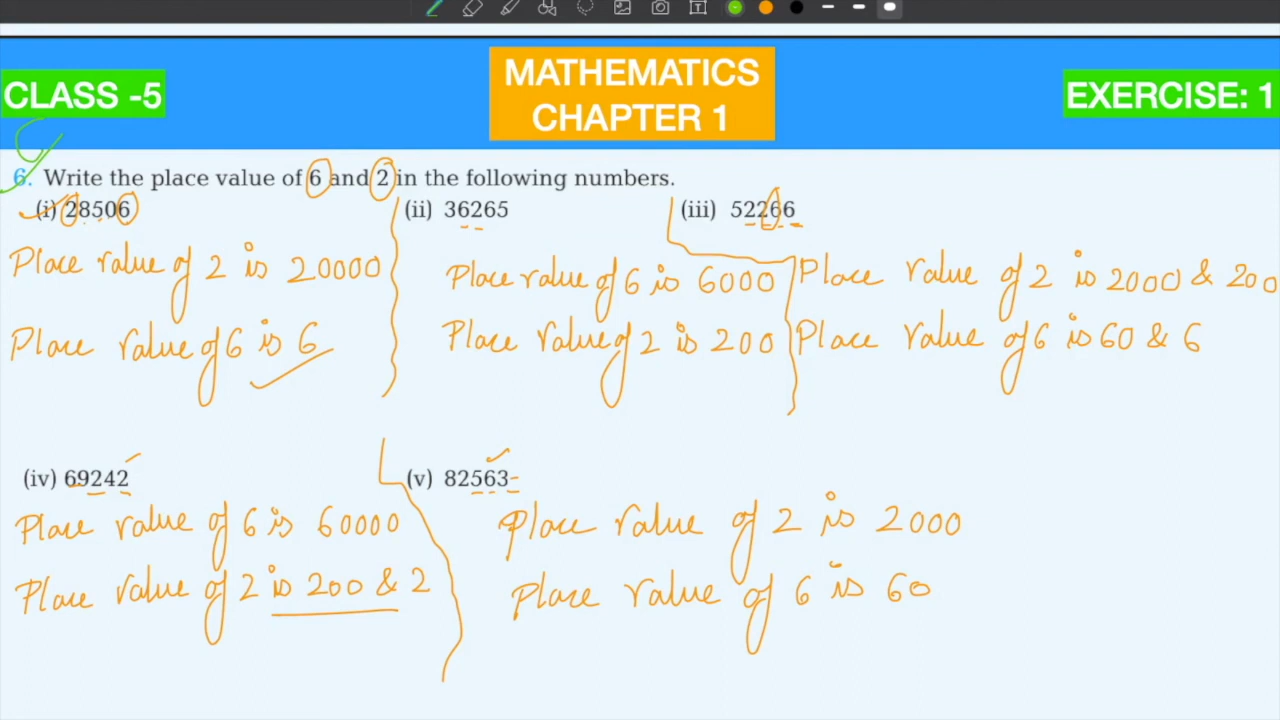 CLASS -5
MATHEMATICS
CHAPTER 1
EXERCISE: 1
6. Write the place value of 6 and 2 in the following numbers.
(i) 28506
(ii) 36265
(iii) 52266
Place value of 2 is 20000
Place value of 6 is 6
Place value of 6 is 6000
Place value of 2 is 200
Place value of 2 is 2000 & 200
Place value of 6 is 60 & 6
(iv) 69242
(v) 82563
Place value of 6 is 60000
Place value of 2 is 200 & 2
Place value of 2 is 2000
Place value of 6 is 60